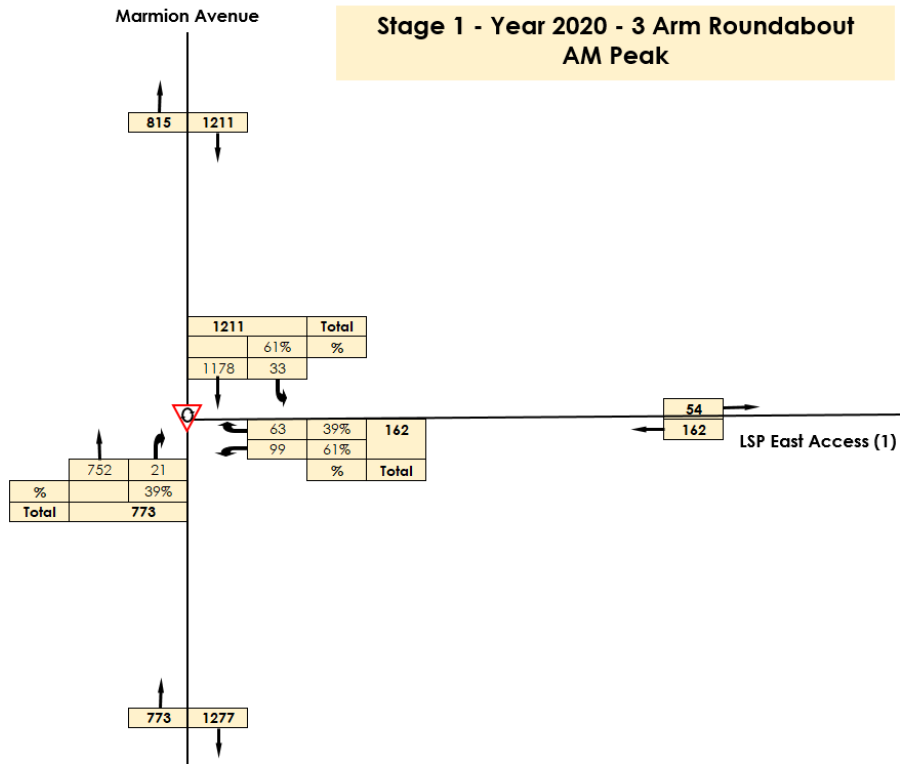 Marmion Avenue
Stage 1 - Year 2020 - 3 Arm Roundabout
AM Peak
815 1211
1211 Total
61% %
1178 33
54
162
LSP East Access (1)
63 39% 162
99 61%
% Total
752 21
% 39%
Total 773
773 1277